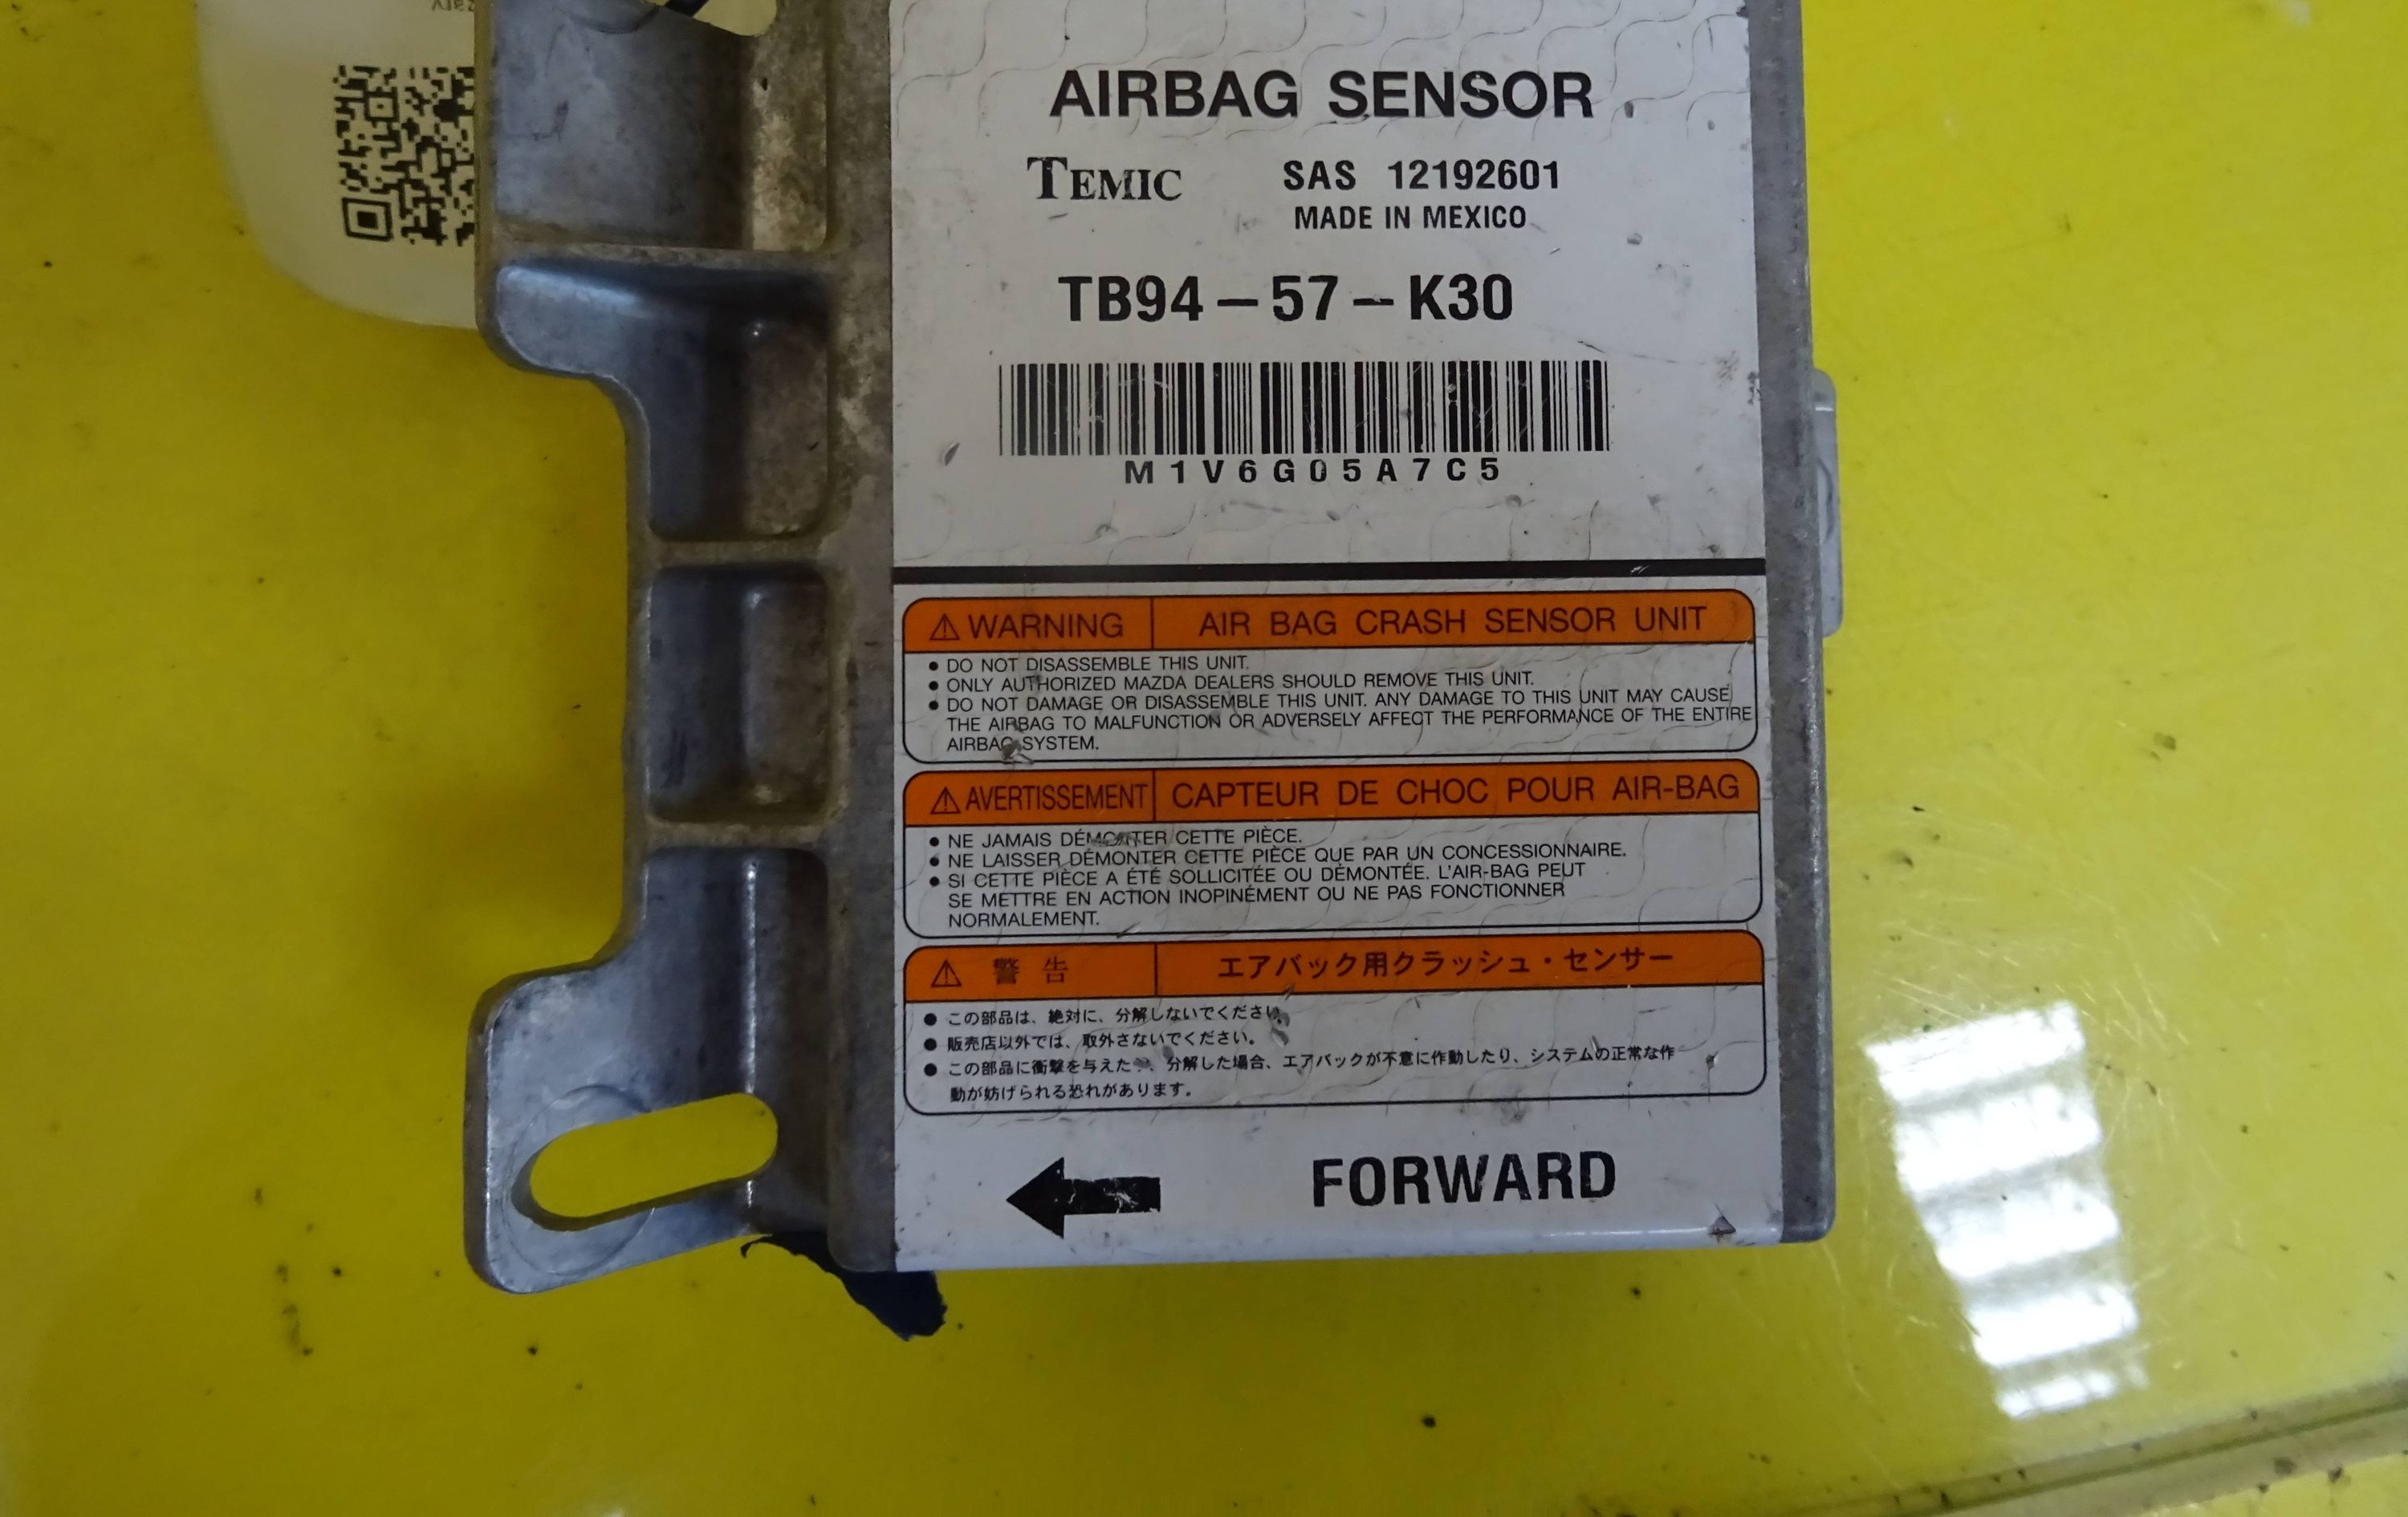 AIRBAG SENSOR
TEMIC SAS 12192601
MADE IN MEXICO
TB94-57-K30
M1V6G05A7C5
⚠ WARNING AIR BAG CRASH SENSOR UNIT
● DO NOT DISASSEMBLE THIS UNIT.
● ONLY AUTHORIZED MAZDA DEALERS SHOULD REMOVE THIS UNIT.
● DO NOT DAMAGE OR DISASSEMBLE THIS UNIT. ANY DAMAGE TO THIS UNIT MAY CAUSE
THE AIRBAG TO MALFUNCTION OR ADVERSELY AFFECT THE PERFORMANCE OF THE ENTIRE
AIRBAG SYSTEM.
⚠ AVERTISSEMENT CAPTEUR DE CHOC POUR AIR-BAG
● NE JAMAIS DÉMONTER CETTE PIÈCE.
● NE LAISSER DÉMONTER CETTE PIÈCE QUE PAR UN CONCESSIONNAIRE.
● SI CETTE PIÈCE A ÉTÉ SOLLICITÉE OU DÉMONTÉE. L'AIR-BAG PEUT
SE METTRE EN ACTION INOPINÉMENT OU NE PAS FONCTIONNER
NORMALEMENT.
⚠ 警告 エアバック用クラッシュ・センサー
● この部品は、絶対に、分解しないでください。
● 販売店以外では、取外さないでください。
● この部品に衝撃を与えた 、分解した場合、エアバックが不意に作動したり、システムの正常な作
動が妨げられる恐れがあります。
FORWARD